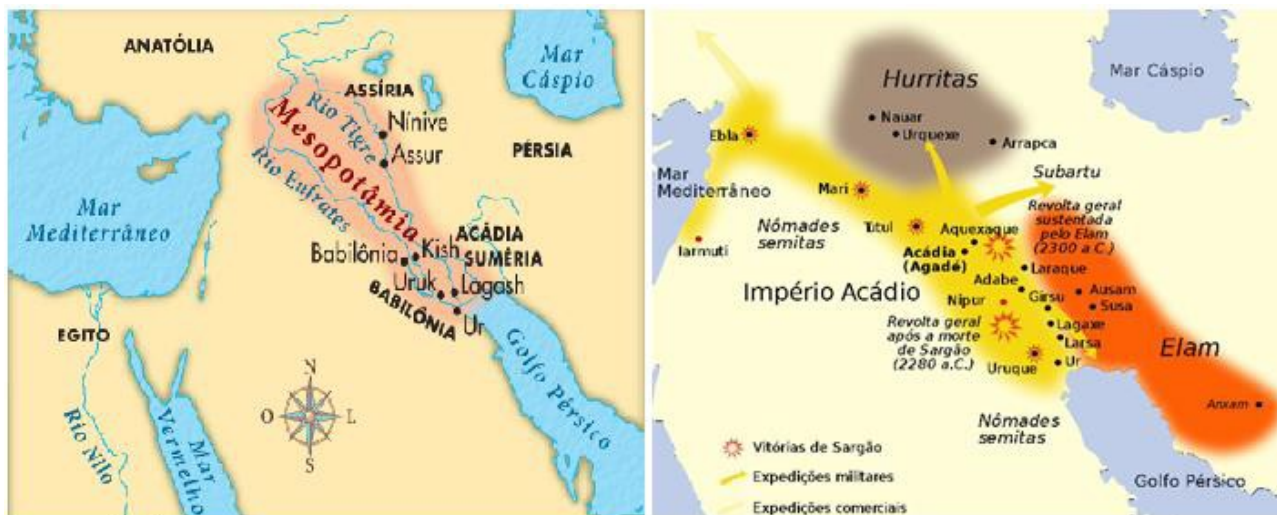 ANATÓLIA
Mar
Cáspio
ASSÍRIA
Rio Tigre
Mesopotâmia
Nínive
Assur
PÉRSIA
Rio Eufrates
Mar
Mediterrâneo
ACÁDIA
Babilônia
Kish
SUMÉRIA
Uruk
Lagash
BABILÔNIA
Ur
EGITO
Golfo Pérsico
N
O
L
S
Rio Nilo
Mar
Vermelho
Hurritas
Mar Cáspio
Nauar
Urquexe
Ebla
Arrapca
Mar
Mediterrâneo
Subartu
Mari
Revolta geral
sustentada
pelo Elam
(2300 a.C.)
Nômades
semitas
Tutul
Aquexaque
Iarmuti
Acádia
(Agadé)
Laraque
Adabe
Ausam
Império Acádio
Nipur
Girsu
Susa
Revolta geral
após a morte
de Sargão
(2280 a.C.)
Lagaxe
Larsa
Elam
Uruque
Ur
Anxam
Nômades
semitas
Vitórias de Sargão
Expedições militares
Golfo Pérsico
Expedições comerciais